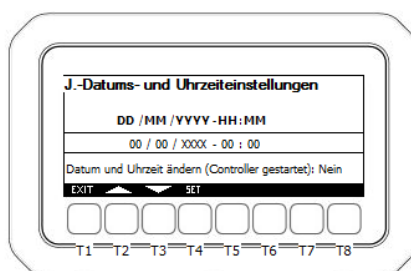 J.-Datums- und Uhrzeiteinstellungen
DD /MM /YYYY -HH:MM
00 / 00 / XXXX - 00 : 00
Datum und Uhrzeit ändern (Controller gestartet): Nein
EXIT SET
T1 T2 T3 T4 T5 T6 T7 T8